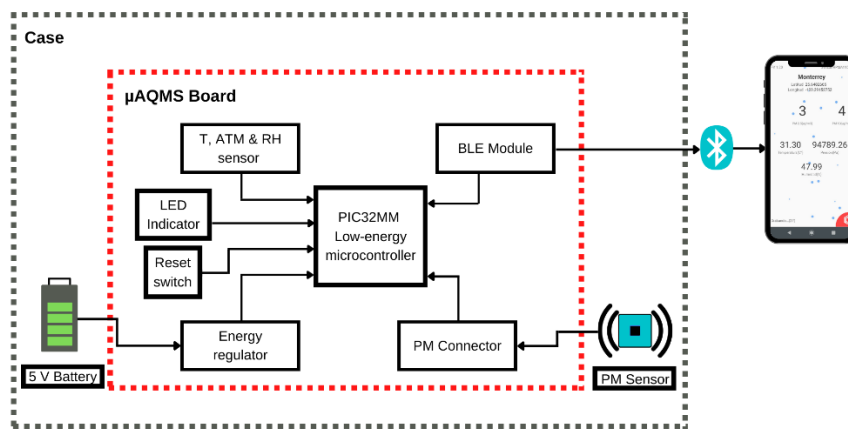 Case
µAQMS Board
T, ATM & RH
sensor
BLE Module
LED
Indicator
PIC32MM
Low-energy
microcontroller
Reset
switch
Energy
regulator
PM Connector
5 V Battery
PM Sensor
Monterrey
3
4
31.30
94789.26
47.99